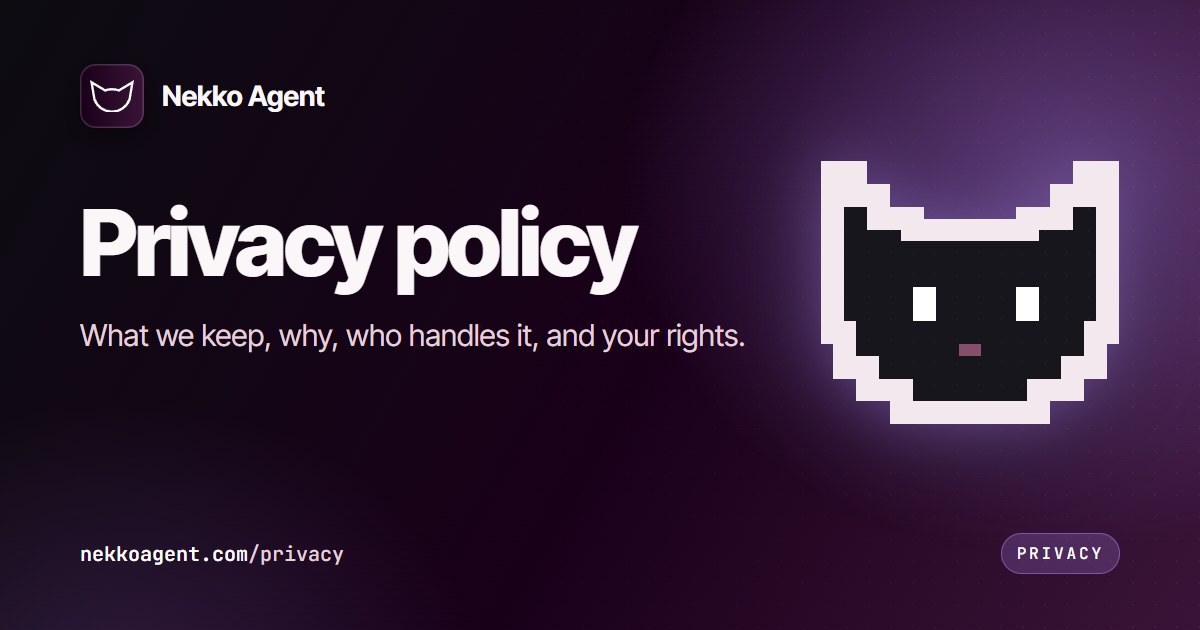 Nekko Agent
Privacy policy
What we keep, why, who handles it, and your rights.
nekkoagent.com/privacy
PRIVACY